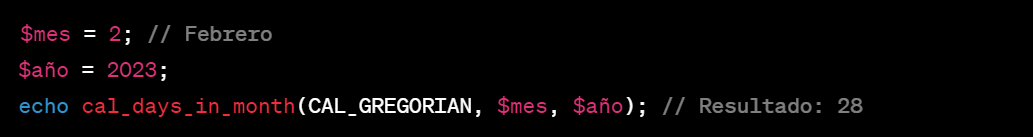 $mes = 2; // Febrero
$año = 2023;
echo cal_days_in_month(CAL_GREGORIAN, $mes, $año); // Resultado: 28